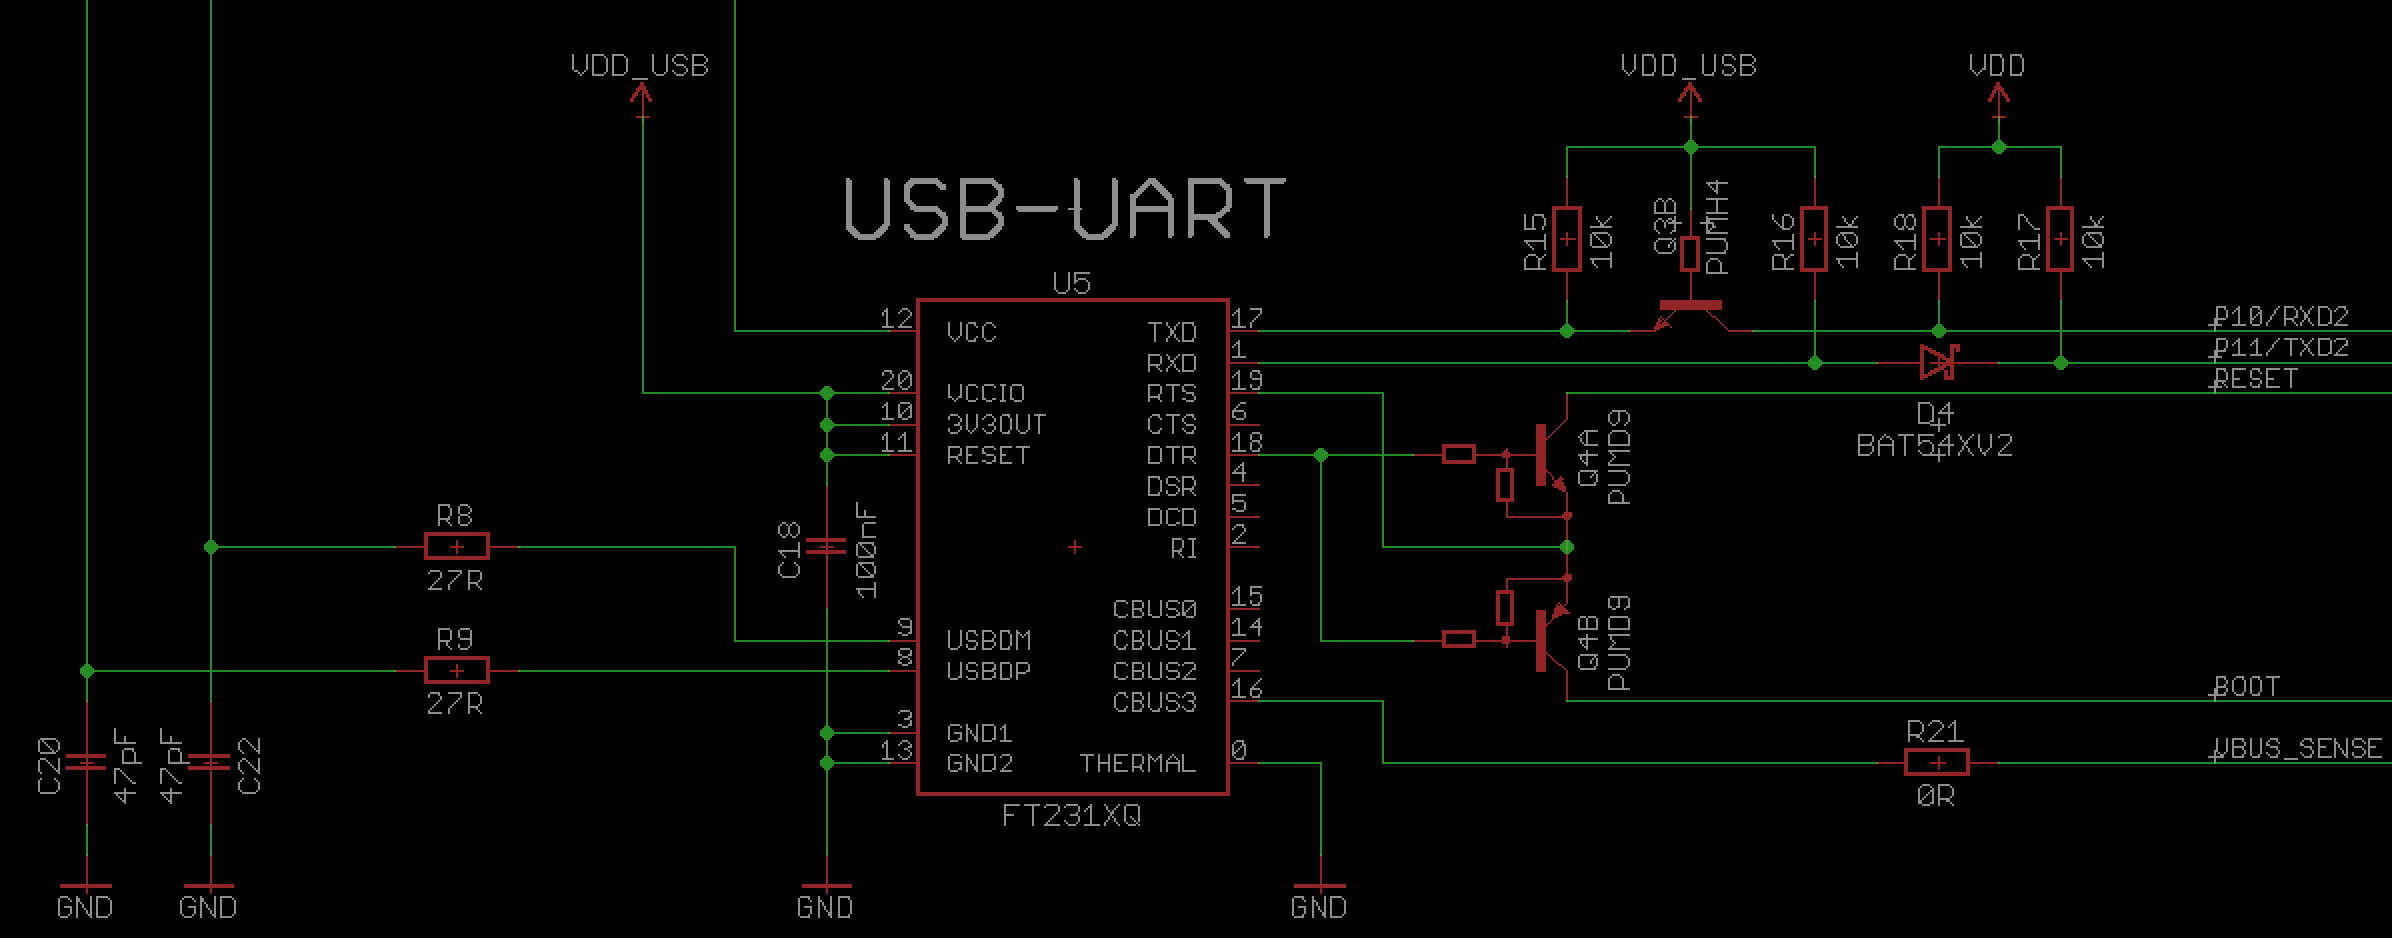 VDD_USB
VDD_USB
VDD
USB-UART
R15
10k
Q3B
PUMH4
R16
10k
R18
10k
R17
10k
U5
12
VCC
TXD
17
P10/RXD2
1
RXD
P11/TXD2
20
VCCIO
RTS
19
RESET
10
3V3OUT
CTS
6
D4
11
RESET
DTR
18
BAT54XV2
Q4A
PUMD9
DSR
4
DCD
5
RI
2
R8
27R
C18
100nF
CBUS0
15
9
USBDM
CBUS1
14
Q4B
PUMD9
R9
27R
8
USBDP
CBUS2
7
CBUS3
16
BOOT
3
GND1
R21
0R
13
GND2
THERMAL
0
VBUS_SENSE
C20
47pF
47pF
C22
FT231XQ
GND
GND
GND
GND